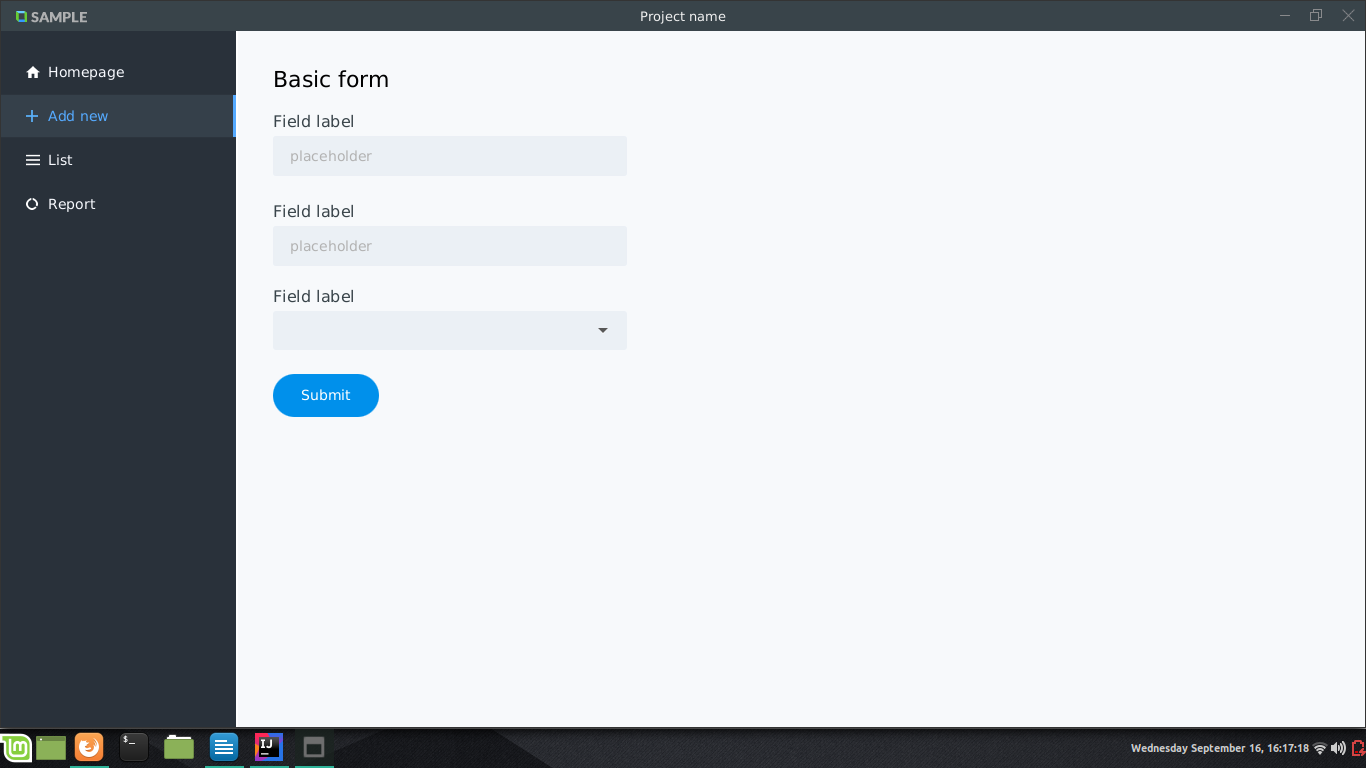 SAMPLE
Project name
Homepage
Add new
List
Report
Basic form
Field label
placeholder
Field label
placeholder
Field label
Submit
$_
IJ
Wednesday September 16, 16:17:18